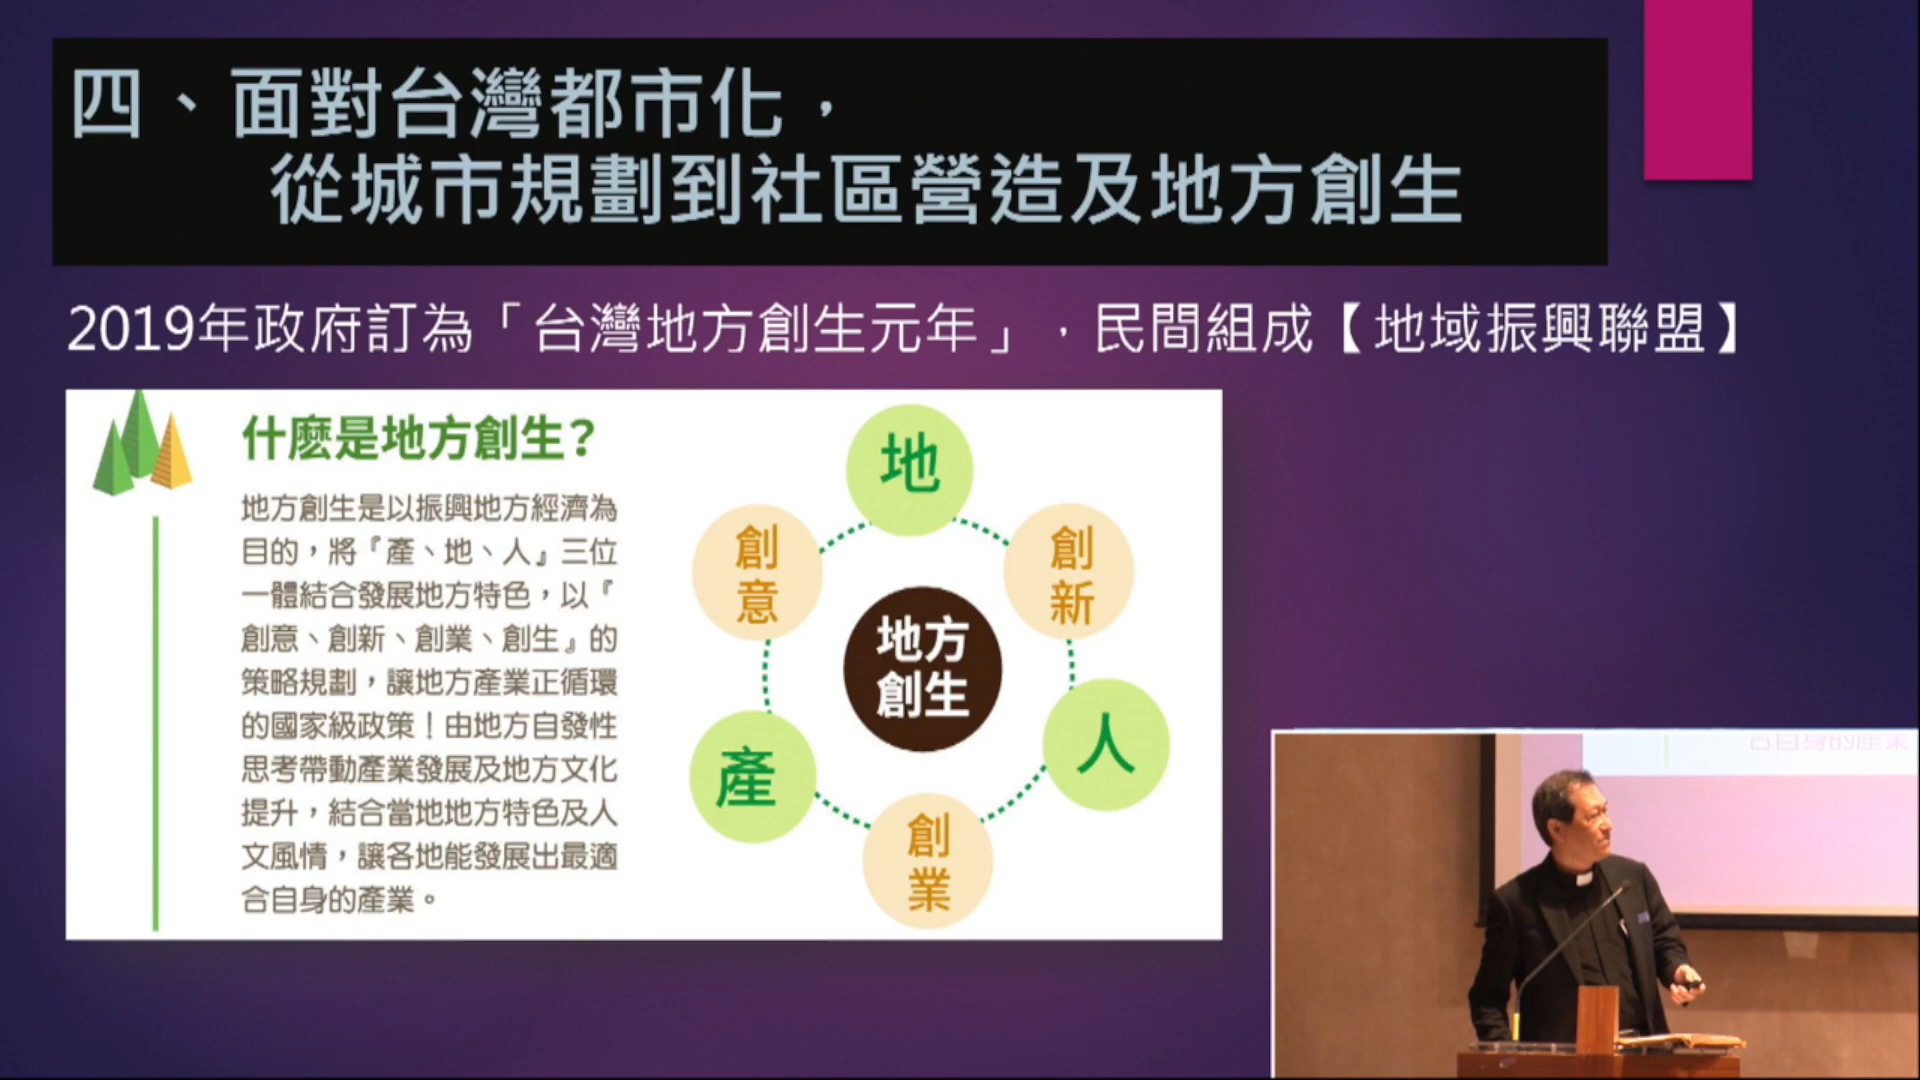 四、面對台灣都市化，
從城市規劃到社區營造及地方創生
2019年政府訂為「台灣地方創生元年」，民間組成【地域振興聯盟】
什麼是地方創生？
地方創生是以振興地方經濟為
目的，將『產、地、人』三位
一體結合發展地方特色，以『
創意、創新、創業、創生』的
策略規劃，讓地方產業正循環
的國家級政策！由地方自發性
思考帶動產業發展及地方文化
提升，結合當地地方特色及人
文風情，讓各地能發展出最適
合自身的產業。
地
創意
創新
地方
創生
產
人
創業
合自身的產業